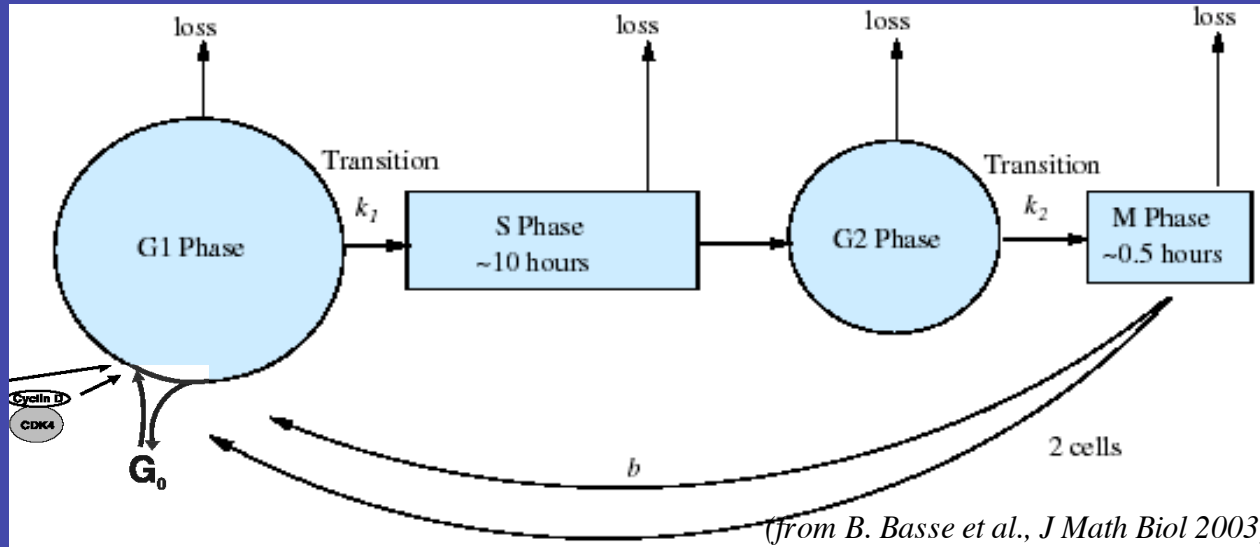 loss
loss
loss
loss
Transition
k1
Transition
k2
G1 Phase
S Phase
~10 hours
G2 Phase
M Phase
~0.5 hours
Cyclin D
CDK4
G0
b
2 cells
(from B. Basse et al., J Math Biol 2003